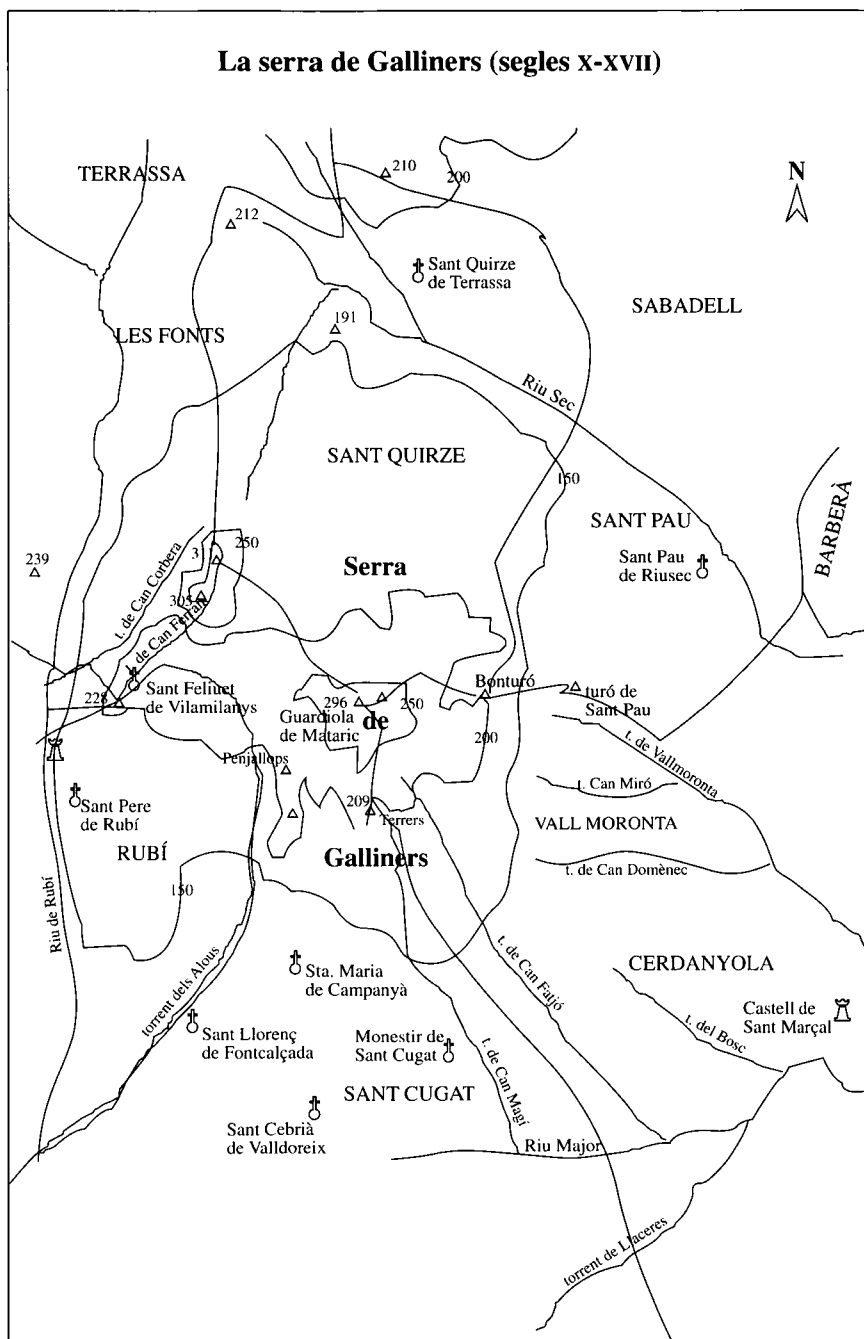 La serra de Galliners (segles X-XVII)
TERRASSA
210
200
N
212
Sant Quirze
de Terrassa
SABADELL
191
LES FONTS
Riu Sec
SANT QUIRZE
150
SANT PAU
BARBERÀ
Sant Pau
de Riusec
239
t. de Can Corbera
250
Serra
305
t. de Can Ferran
Sant Feliuet
de Vilamilanys
228
Bonturó
turó de
Sant Pau
296
250
Guardiola
de Mataric
de
200
t. de Vallmoronta
Penjallops
t. Can Miró
209
Terrers
Sant Pere
de Rubí
VALL MORONTA
RUBÍ
Galliners
t. de Can Domènec
150
Riu de Rubí
torrent dels Alous
Sta. Maria
de Campanyà
t. de Can Fatjó
CERDANYOLA
Castell de
Sant Marçal
t. del Bosc
Sant Llorenç
de Fontcalçada
Monestir de
Sant Cugat
t. de Can Magí
SANT CUGAT
Sant Cebrià
de Valldoreix
Riu Major
torrent de Llaceres